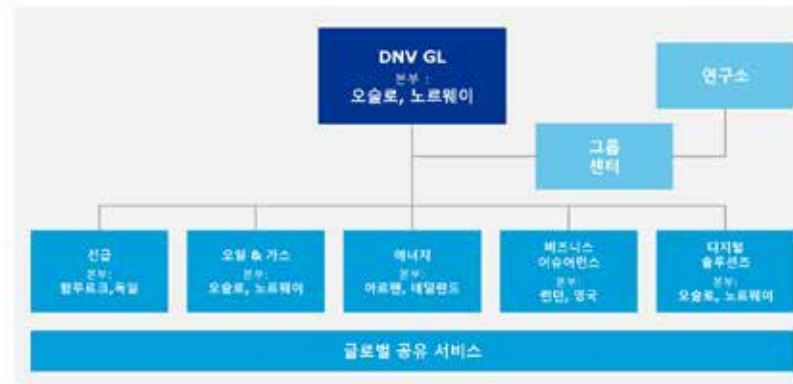 DNV GL
본부 :
오슬로, 노르웨이
연구소
그룹
센터
선급
본부:
함부르크,독일
오일 & 가스
본부:
오슬로, 노르웨이
에너지
본부:
아르헨, 네덜란드
비즈니스
어슈어런스
본부:
런던, 영국
디지털
솔루션즈
본부:
오슬로, 노르웨이
글로벌 공유 서비스